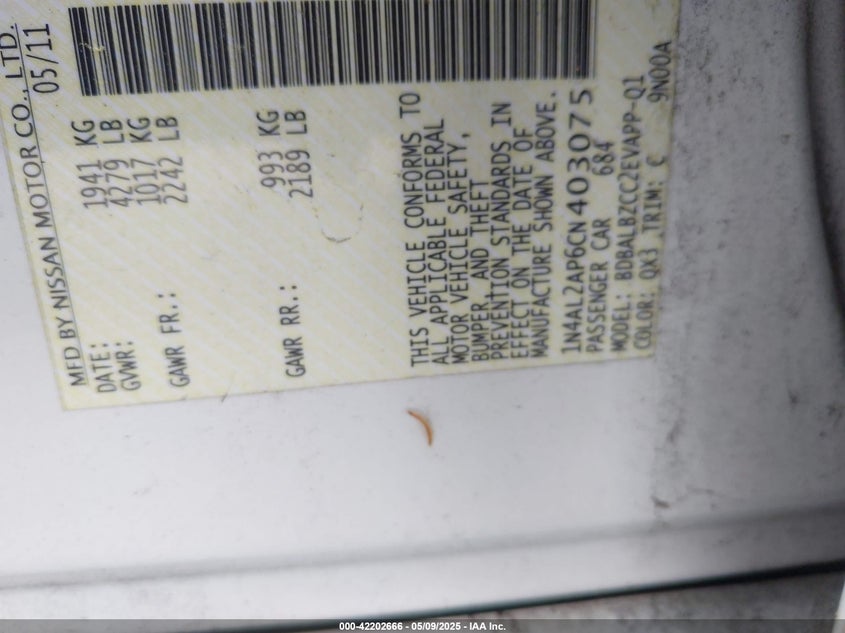 MFD BY NISSAN MOTOR CO., LTD.
DATE: 05/11
GVWR: 1941 KG
4279 LB
GAWR FR.: 1017 KG
2242 LB
GAWR RR.: 993 KG
2189 LB
THIS VEHICLE CONFORMS TO
ALL APPLICABLE FEDERAL
MOTOR VEHICLE SAFETY,
BUMPER, AND THEFT
PREVENTION STANDARDS IN
EFFECT ON THE DATE OF
MANUFACTURE SHOWN ABOVE.
1N4AL2AP6CN403075
PASSENGER CAR 684
MODEL: BDBALBZCC2EVAPP-Q1
COLOR: QX3 TRIM: C 9N00A
000-42202666 - 05/09/2025 - IAA Inc.